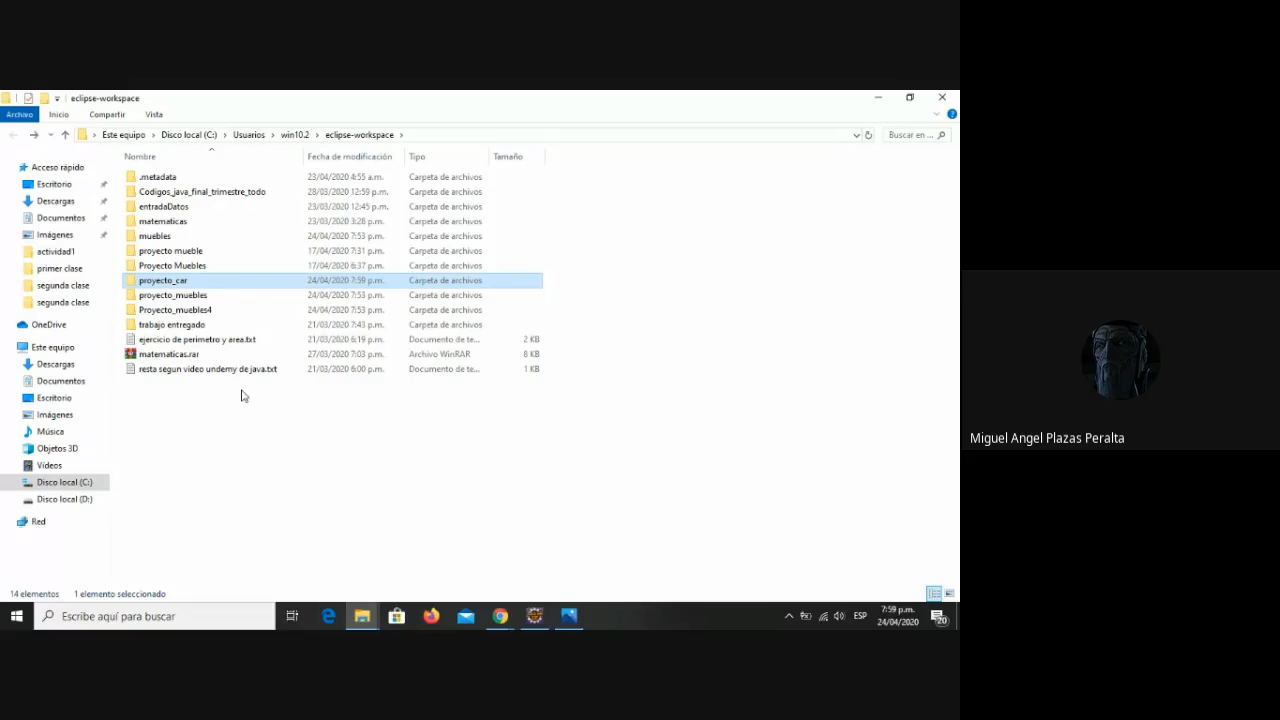 eclipse-workspace
Archivo Inicio Compartir Vista
Este equipo Disco local (C:) Usuarios win10.2 eclipse-workspace
Buscar en ...
Nombre Fecha de modificación Tipo Tamaño
.metadata 23/04/2020 4:55 a.m. Carpeta de archivos
Codigos_java_final_trimestre_todo 28/03/2020 12:59 p.m. Carpeta de archivos
entradaDatos 23/03/2020 12:45 p.m. Carpeta de archivos
matematicas 23/03/2020 3:28 p.m. Carpeta de archivos
muebles 24/04/2020 7:53 p.m. Carpeta de archivos
proyecto mueble 17/04/2020 7:31 p.m. Carpeta de archivos
Proyecto Muebles 17/04/2020 6:37 p.m. Carpeta de archivos
proyecto_car 24/04/2020 7:59 p.m. Carpeta de archivos
proyecto_muebles 24/04/2020 7:53 p.m. Carpeta de archivos
Proyecto_muebles4 24/04/2020 7:53 p.m. Carpeta de archivos
trabajo entregado 21/03/2020 7:43 p.m. Carpeta de archivos
ejercicio de perimetro y area.txt 21/03/2020 6:19 p.m. Documento de te... 2 KB
matematicas.rar 27/03/2020 7:03 p.m. Archivo WinRAR 8 KB
resta segun video undemy de java.txt 21/03/2020 6:00 p.m. Documento de te... 1 KB
Acceso rápido
Escritorio
Descargas
Documentos
Imágenes
actividad1
primer clase
segunda clase
segunda clase
OneDrive
Este equipo
Descargas
Documentos
Escritorio
Imágenes
Música
Objetos 3D
Vídeos
Disco local (C:)
Disco local (D:)
Red
14 elementos 1 elemento seleccionado
Escribe aquí para buscar
ESP
7:59 p.m.
24/04/2020
20
Miguel Angel Plazas Peralta